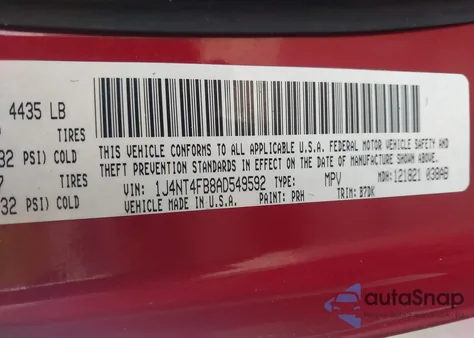 4435 LB
TIRES
32 PSI) COLD
TIRES
32 PSI) COLD
THIS VEHICLE CONFORMS TO ALL APPLICABLE U.S.A. FEDERAL MOTOR VEHICLE SAFETY AND
THEFT PREVENTION STANDARDS IN EFFECT ON THE DATE OF MANUFACTURE SHOWN ABOVE.
VIN: 1J4NT4FB8AD549592 TYPE: MPV MDH: 121821 038AB
VEHICLE MADE IN U.S.A. PAINT: PRH TRIM: B7DK
autoSnap